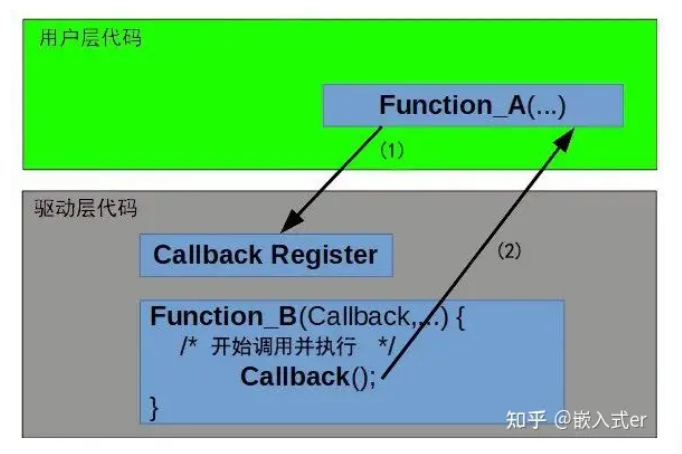 用户层代码
Function_A(...)
(1)
驱动层代码
Callback Register
(2)
Function_B(Callback,...) {
/* 开始调用并执行 */
Callback();
}
知乎 @嵌入式er